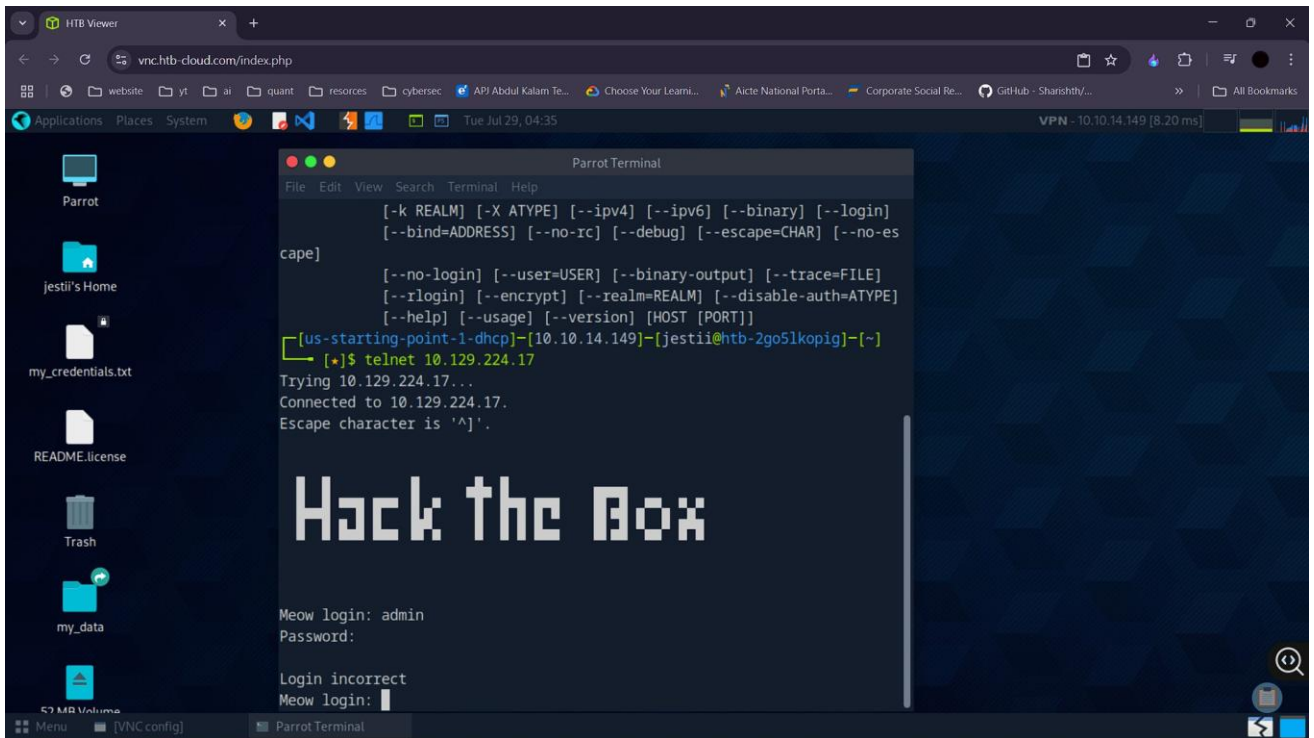 HTB Viewer
vnc.htb-cloud.com/index.php
website yt ai quant resorces cybersec APJ Abdul Kalam Te... Choose Your Learni... Aicte National Porta... Corporate Social Re... GitHub - Sharishth/... » All Bookmarks
Applications Places System Tue Jul 29, 04:35 VPN - 10.10.14.149 [8.20 ms]
Parrot Terminal
File Edit View Search Terminal Help
[-k REALM] [-X ATYPE] [--ipv4] [--ipv6] [--binary] [--login]
[--bind=ADDRESS] [--no-rc] [--debug] [--escape=CHAR] [--no-es
cape]
[--no-login] [--user=USER] [--binary-output] [--trace=FILE]
[--rlogin] [--encrypt] [--realm=REALM] [--disable-auth=ATYPE]
[--help] [--usage] [--version] [HOST [PORT]]
[us-starting-point-1-dhcp]-[10.10.14.149]-[jestii@htb-2go5lkopig]-[~]
[★]$ telnet 10.129.224.17
Trying 10.129.224.17...
Connected to 10.129.224.17.
Escape character is '^]'.
Hack The Box
Meow login: admin
Password:
Login incorrect
Meow login:
Parrot
jestii's Home
my_credentials.txt
README.license
Trash
my_data
52 MB Volume
Menu [VNC config] Parrot Terminal